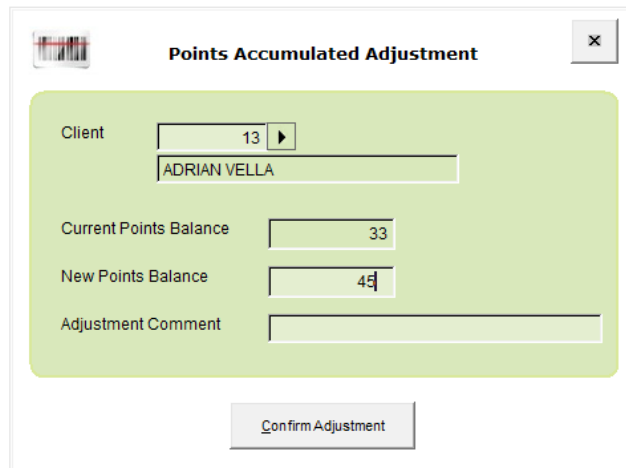 Points Accumulated Adjustment
×
Client 13
ADRIAN VELLA
Current Points Balance 33
New Points Balance 45
Adjustment Comment
Confirm Adjustment